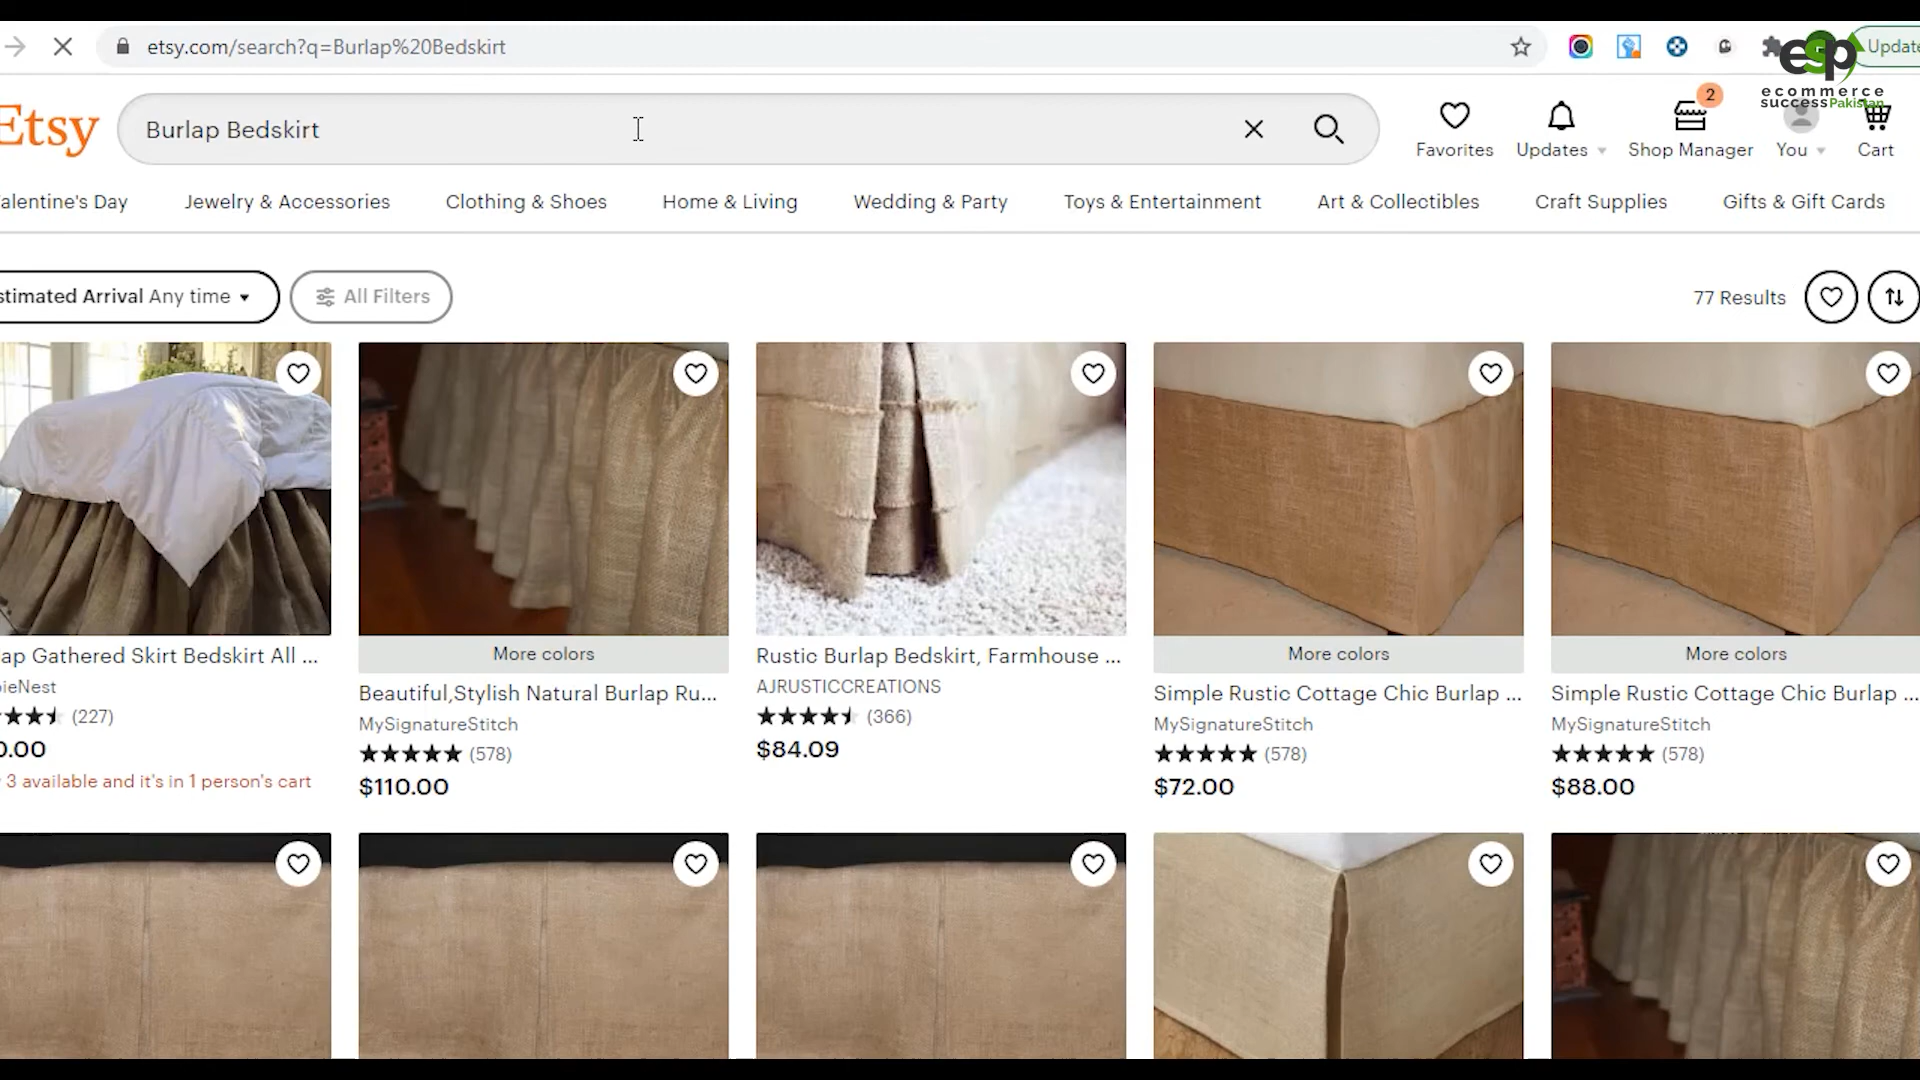 etsy.com/search?q=Burlap%20Bedskirt
Update
esp
ecommerce
success Pakistan
Etsy
Burlap Bedskirt
2
Favorites
Updates
Shop Manager
You
Cart
alentine's Day
Jewelry & Accessories
Clothing & Shoes
Home & Living
Wedding & Party
Toys & Entertainment
Art & Collectibles
Craft Supplies
Gifts & Gift Cards
stimated Arrival Any time
All Filters
77 Results
ap Gathered Skirt Bedskirt All ...
ieNest
(227)
0.00
3 available and it's in 1 person's cart
More colors
Beautiful,Stylish Natural Burlap Ru...
MySignatureStitch
(578)
$110.00
Rustic Burlap Bedskirt, Farmhouse ...
AJRUSTICCREATIONS
(366)
$84.09
More colors
Simple Rustic Cottage Chic Burlap ...
MySignatureStitch
(578)
$72.00
More colors
Simple Rustic Cottage Chic Burlap ...
MySignatureStitch
(578)
$88.00